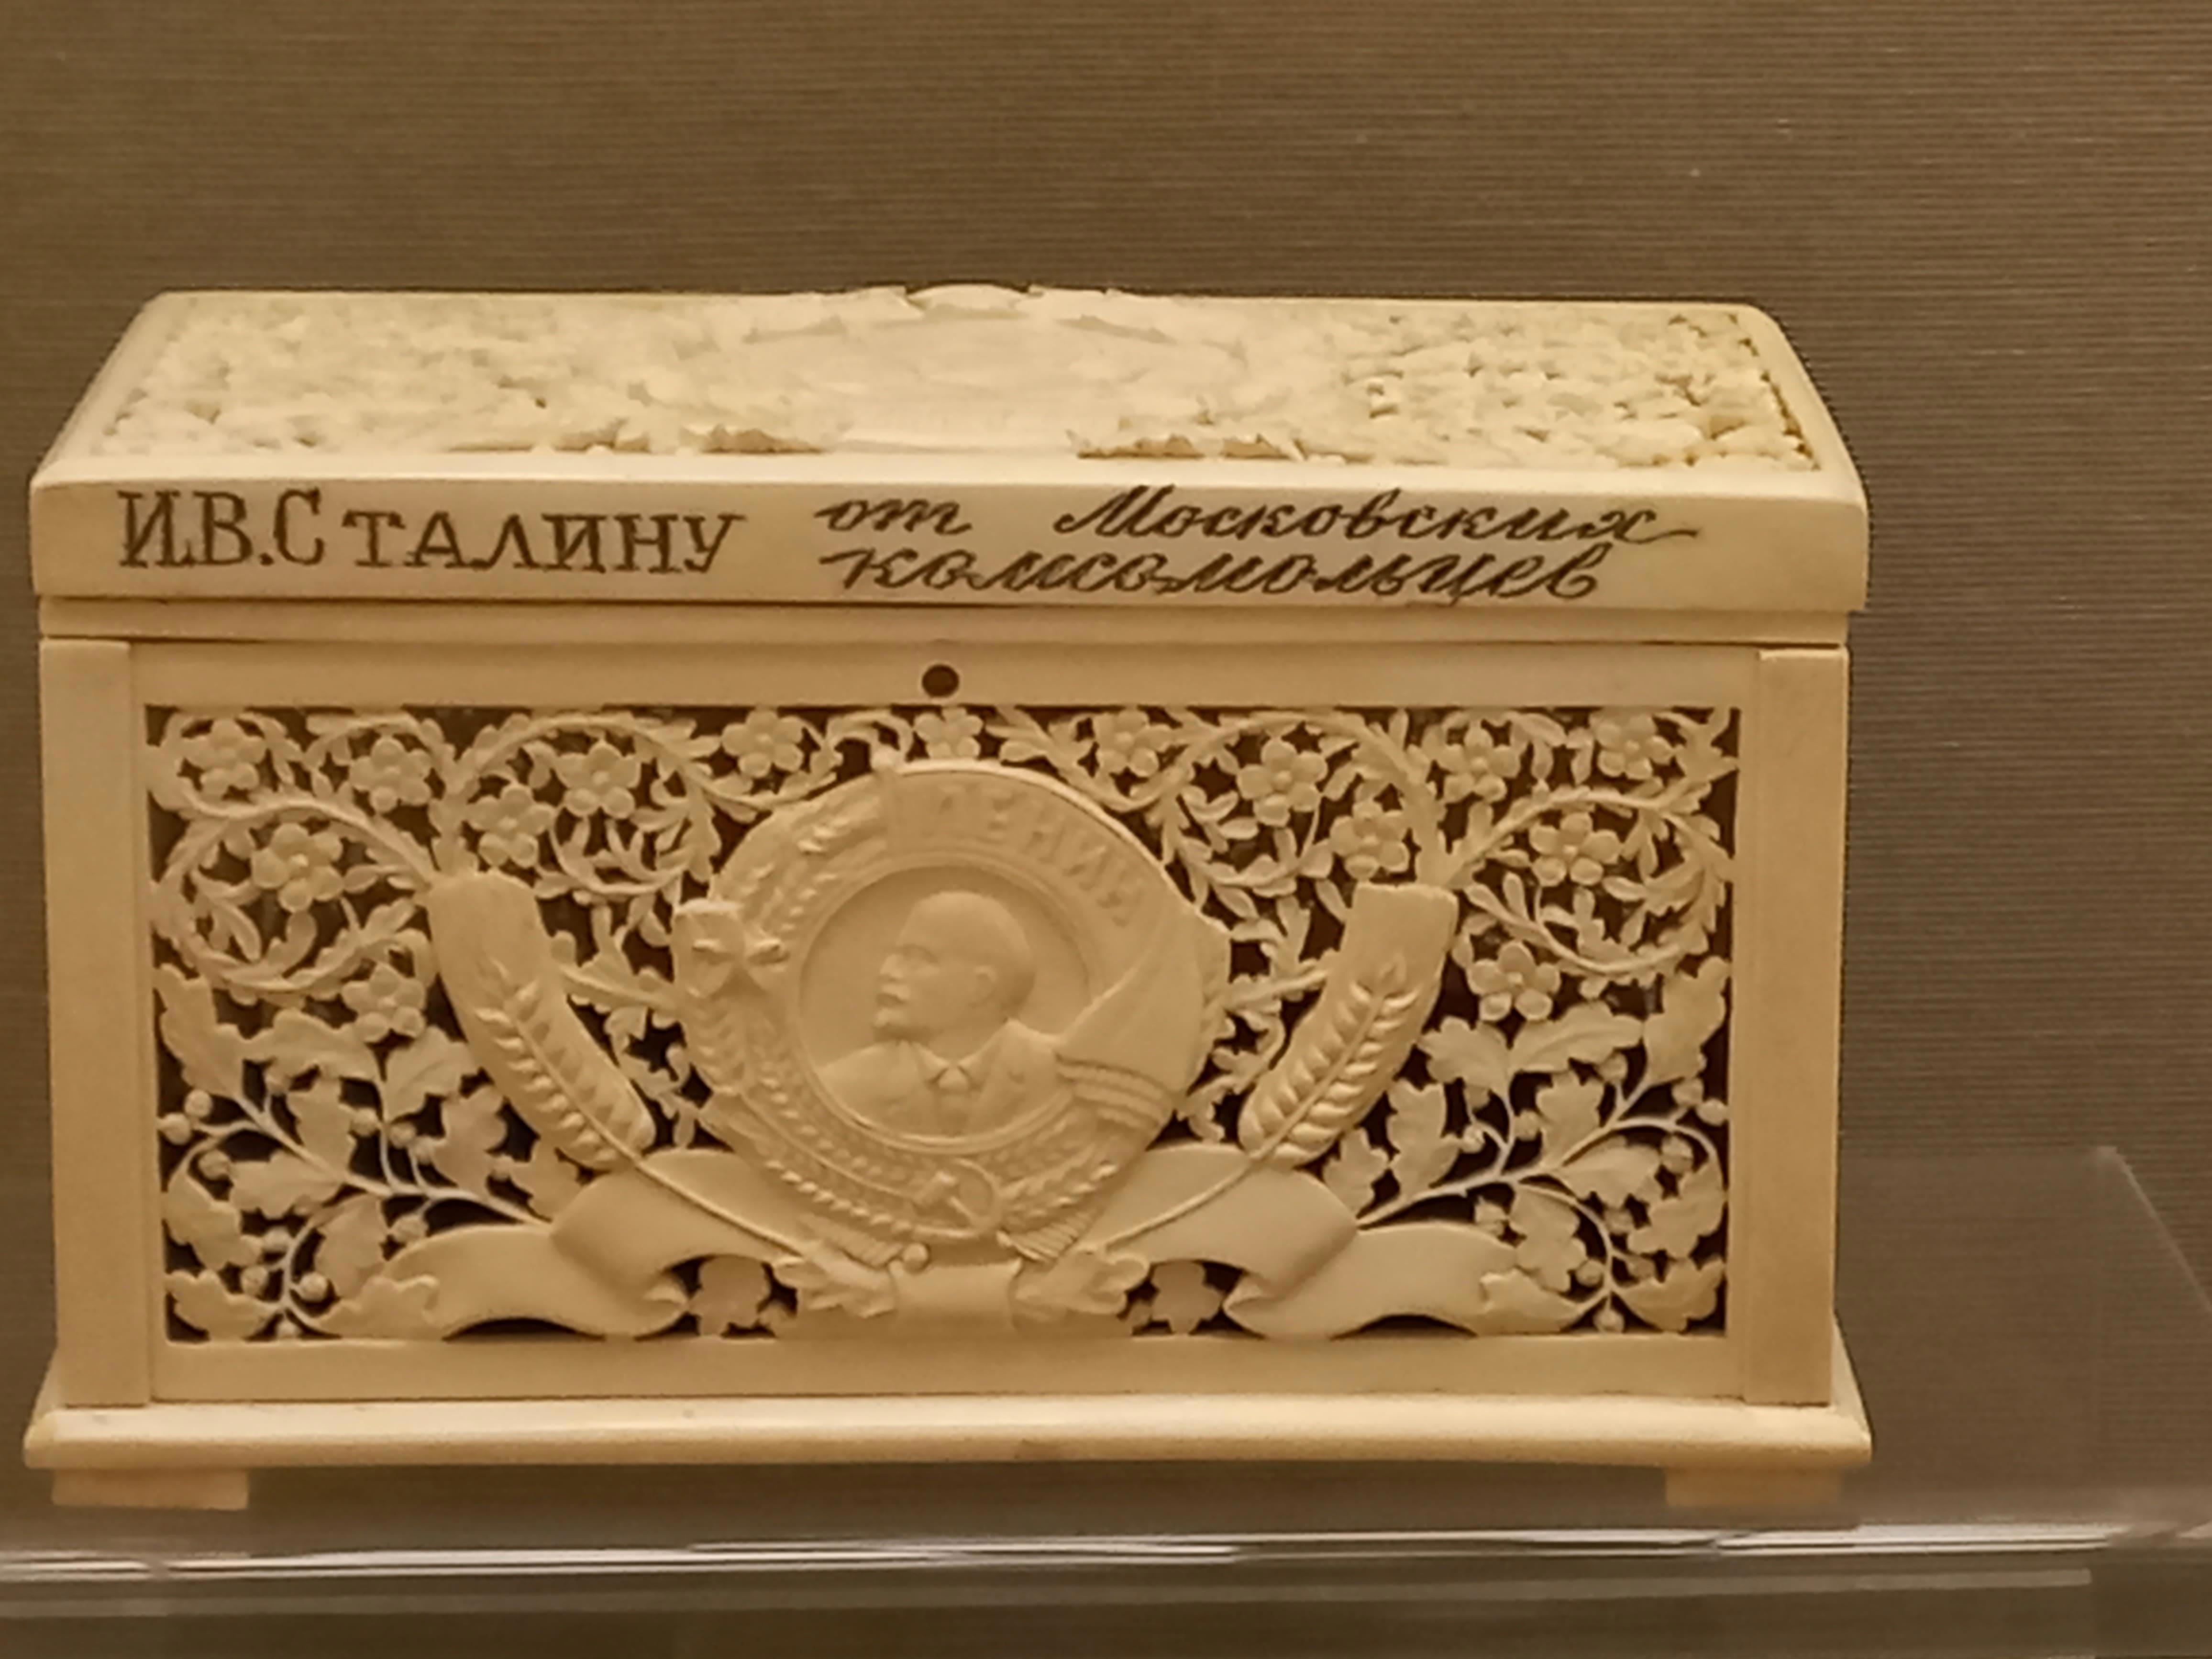 И.В.СТАЛИНУ от Московских
комсомольцев
ЛЕНИН